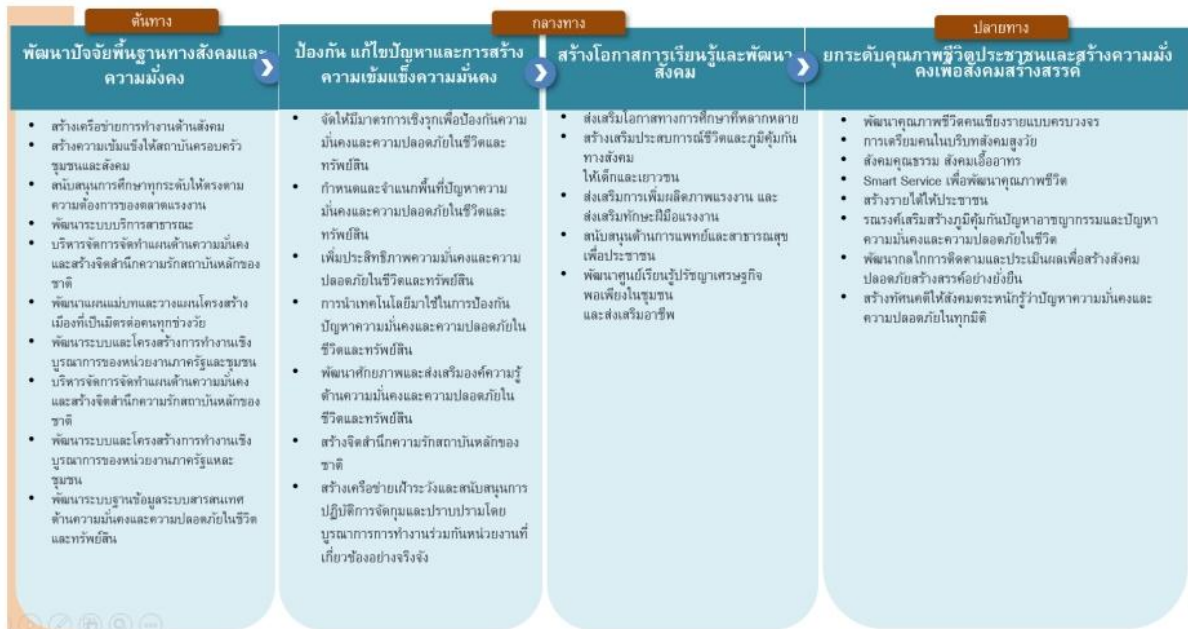 ต้นทาง
กลางทาง
ปลายทาง
พัฒนาปัจจัยพื้นฐานทางสังคมและ
ความมั่งคง
ป้องกัน แก้ไขปัญหาและการสร้าง
ความเข้มแข็งความมั่นคง
สร้างโอกาสการเรียนรู้และพัฒนา
สังคม
ยกระดับคุณภาพชีวิตประชาชนและสร้างความมั่ง
คงเพื่อสังคมสร้างสรรค์
• สร้างเครือข่ายการทำงานด้านสังคม
• สร้างความเข้มแข็งให้สถาบันครอบครัว
ชุมชนและสังคม
• สนับสนุนการศึกษาทุกระดับให้ตรงตาม
ความต้องการของตลาดแรงงาน
• พัฒนาระบบบริการสาธารณะ
• บริหารจัดการจัดทำแผนด้านความมั่นคง
และสร้างจิตสำนึกความรักสถาบันหลักของ
ชาติ
• พัฒนาแผนแม่บทและวางแผนโครงสร้าง
เมืองที่เป็นมิตรต่อคนทุกช่วงวัย
• พัฒนาระบบและโครงสร้างการทำงานเชิง
บูรณาการของหน่วยงานภาครัฐและชุมชน
• บริหารจัดการจัดทำแผนด้านความมั่นคง
และสร้างจิตสำนึกความรักสถาบันหลักของ
ชาติ
• พัฒนาระบบและโครงสร้างการทำงานเชิง
บูรณาการของหน่วยงานภาครัฐแหละ
ชุมชน
• พัฒนาระบบฐานข้อมูลระบบสารสนเทศ
ด้านความมั่นคงและความปลอดภัยในชีวิต
และทรัพย์สิน
• จัดให้มีมาตรการเชิงรุกเพื่อป้องกันความ
มั่นคงและความปลอดภัยในชีวิตและ
ทรัพย์สิน
• กำหนดและจำแนกพื้นที่ปัญหาความ
มั่นคงและความปลอดภัยในชีวิตและ
ทรัพย์สิน
• เพิ่มประสิทธิภาพความมั่นคงและความ
ปลอดภัยในชีวิตและทรัพย์สิน
• การนำเทคโนโลยีมาใช้ในการป้องกัน
ปัญหาความมั่นคงและความปลอดภัยใน
ชีวิตและทรัพย์สิน
• พัฒนาศักยภาพและส่งเสริมองค์ความรู้
ด้านความมั่นคงและความปลอดภัยใน
ชีวิตและทรัพย์สิน
• สร้างจิตสำนึกความรักสถาบันหลักของ
ชาติ
• สร้างเครือข่ายเฝ้าระวังและสนับสนุนการ
ปฏิบัติการจัดกุมและปราบปรามโดย
บูรณาการการทำงานร่วมกันหน่วยงานที่
เกี่ยวข้องอย่างจริงจัง
• ส่งเสริมโอกาสทางการศึกษาที่หลากหลาย
• สร้างเสริมประสบการณ์ชีวิตและภูมิคุ้มกัน
ทางสังคม
ให้เด็กและเยาวชน
• ส่งเสริมการเพิ่มผลิตภาพแรงงาน และ
ส่งเสริมทักษะฝีมือแรงงาน
• สนับสนุนด้านการแพทย์และสาธารณสุข
เพื่อประชาชน
• พัฒนาศูนย์เรียนรู้ปรัชญาเศรษฐกิจ
พอเพียงในชุมชน
และส่งเสริมอาชีพ
• พัฒนาคุณภาพชีวิตคนเชียงรายแบบครบวงจร
• การเตรียมคนในบริบทสังคมสูงวัย
• สังคมคุณธรรม สังคมเอื้ออาทร
• Smart Service เพื่อพัฒนาคุณภาพชีวิต
• สร้างรายได้ให้ประชาชน
• รณรงค์เสริมสร้างภูมิคุ้มกันปัญหาอาชญากรรมและปัญหา
ความมั่นคงและความปลอดภัยในชีวิต
• พัฒนากลไกการติดตามและประเมินผลเพื่อสร้างสังคม
ปลอดภัยสร้างสรรค์อย่างยั่งยืน
• สร้างทัศนคติให้สังคมตระหนักรู้ว่าปัญหาความมั่นคงและ
ความปลอดภัยในทุกมิติ